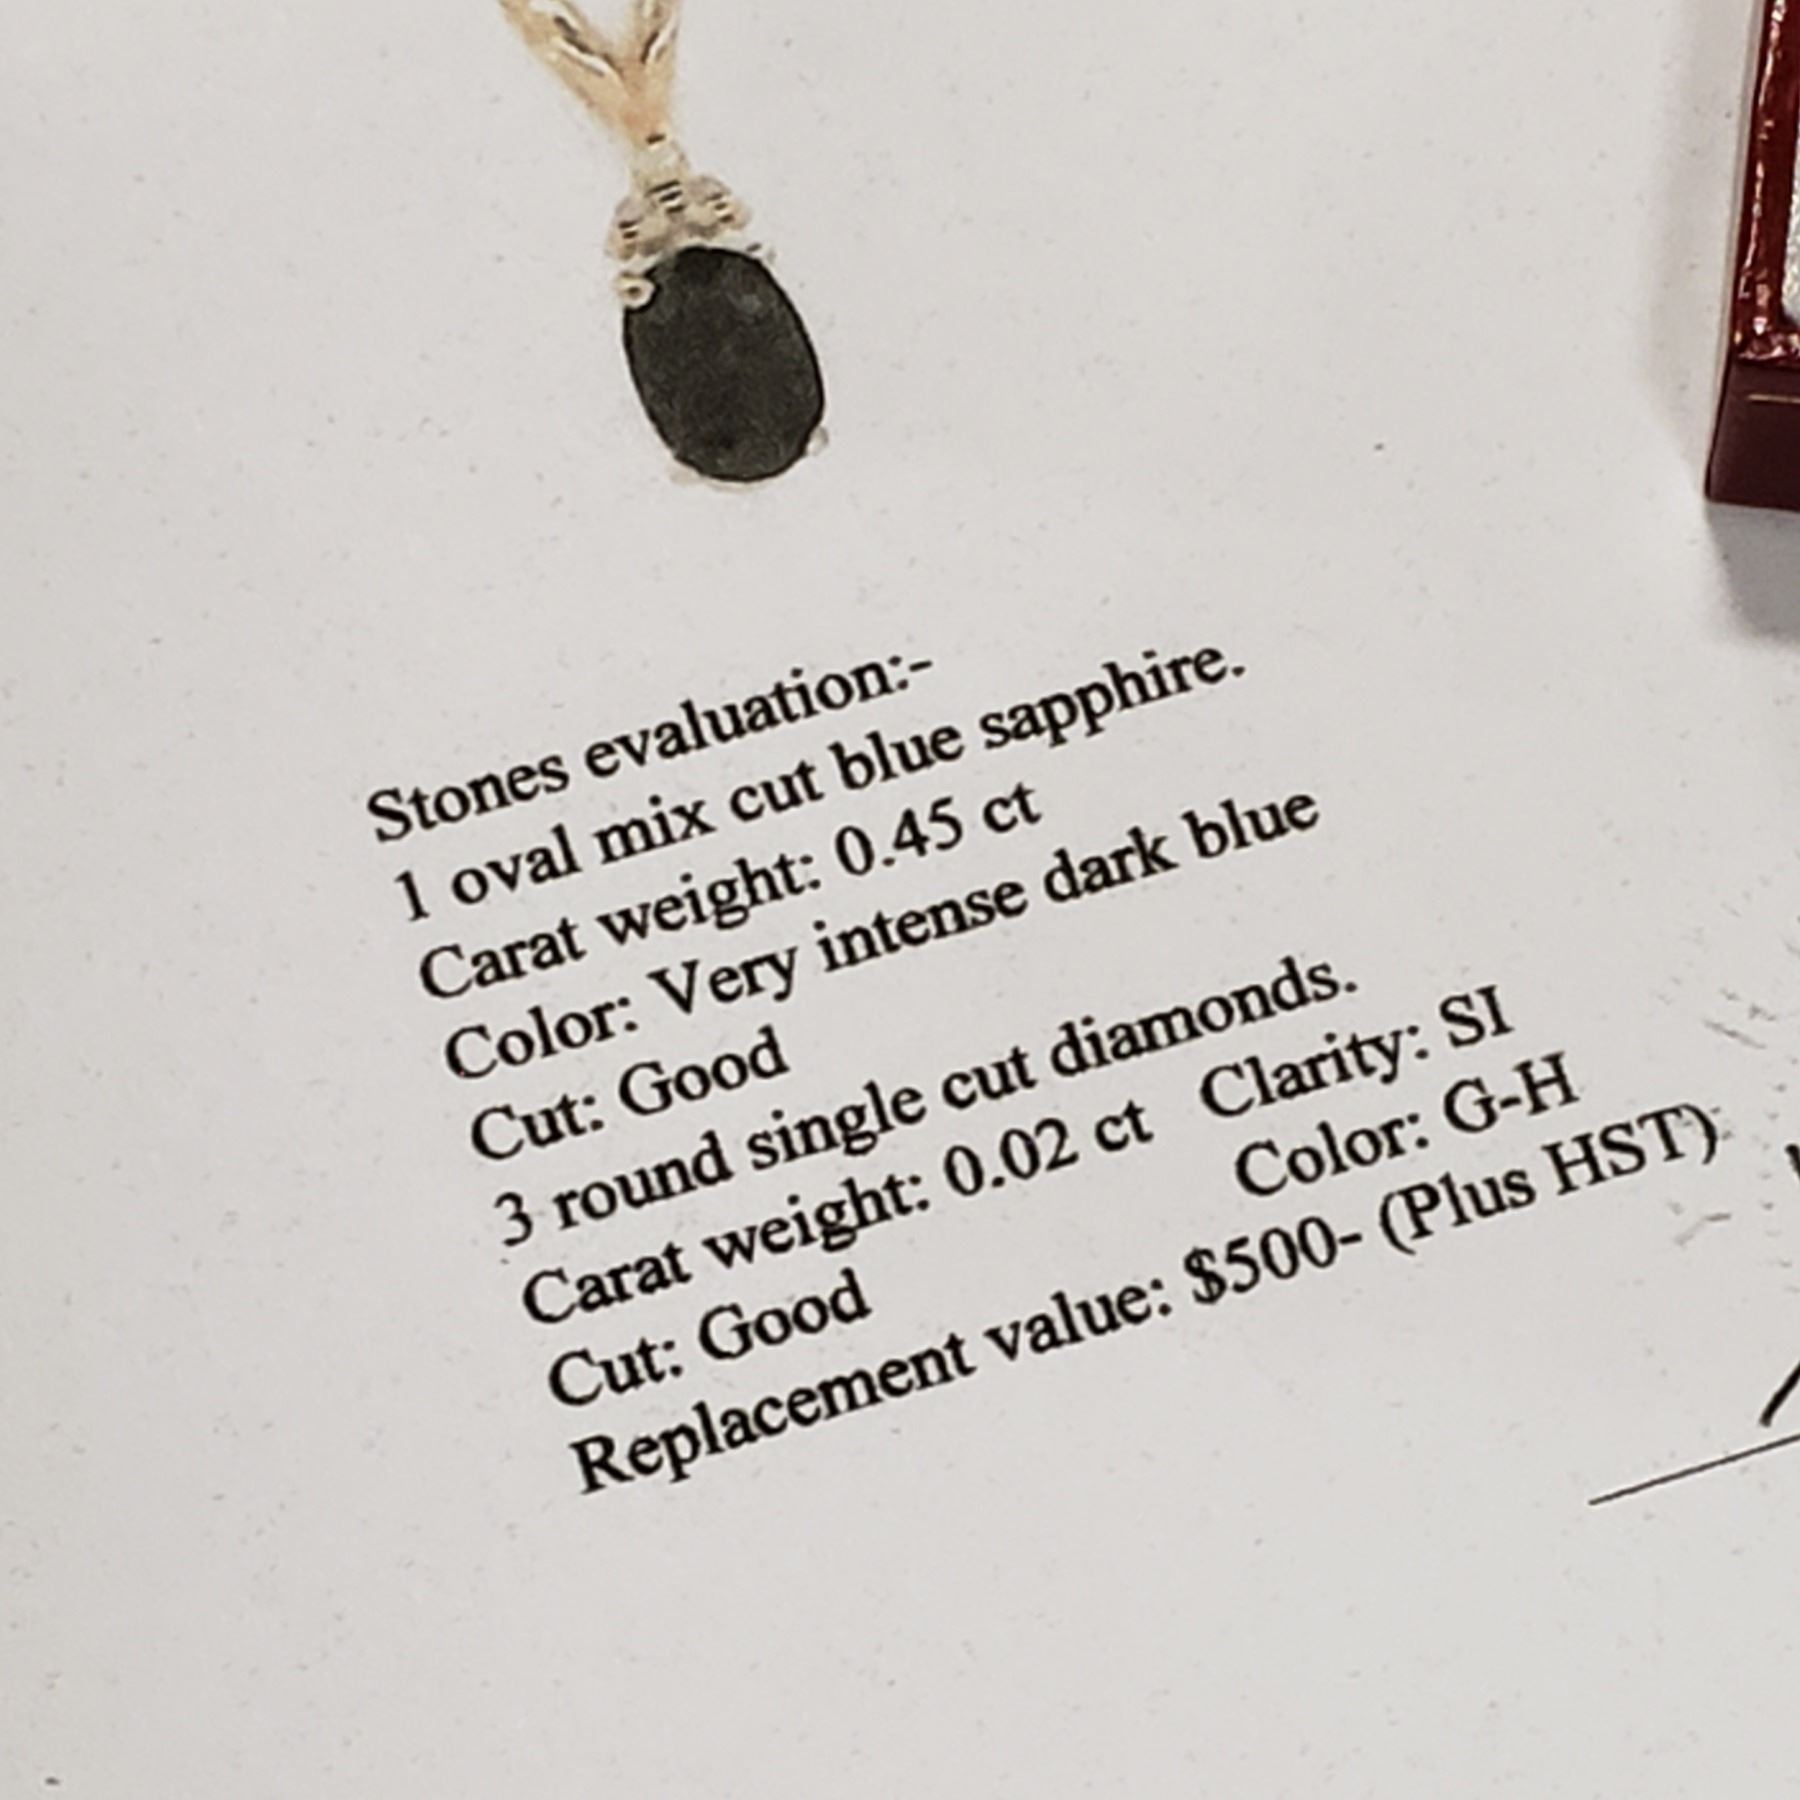 Stones evaluation:-
1 oval mix cut blue sapphire.
Carat weight: 0.45 ct
Color: Very intense dark blue
Cut: Good
3 round single cut diamonds.
Carat weight: 0.02 ct Clarity: SI
Cut: Good Color: G-H
Replacement value: $500- (Plus HST)